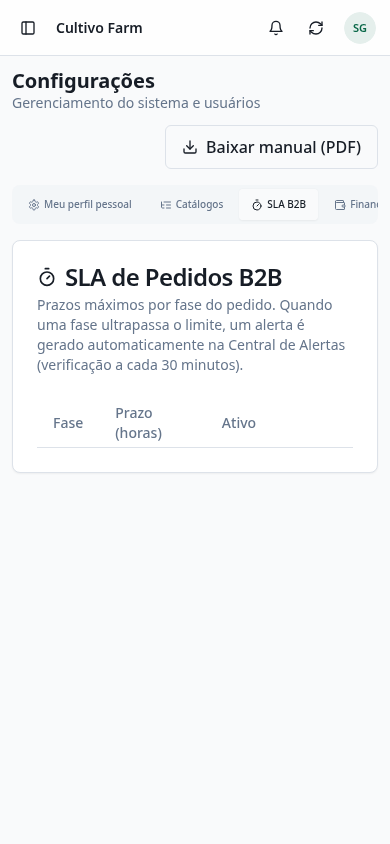 Cultivo Farm
SG
Configurações
Gerenciamento do sistema e usuários
Baixar manual (PDF)
Meu perfil pessoal
Catálogos
SLA B2B
Financ
SLA de Pedidos B2B
Prazos máximos por fase do pedido. Quando
uma fase ultrapassa o limite, um alerta é
gerado automaticamente na Central de Alertas
(verificação a cada 30 minutos).
Fase
Prazo
(horas)
Ativo